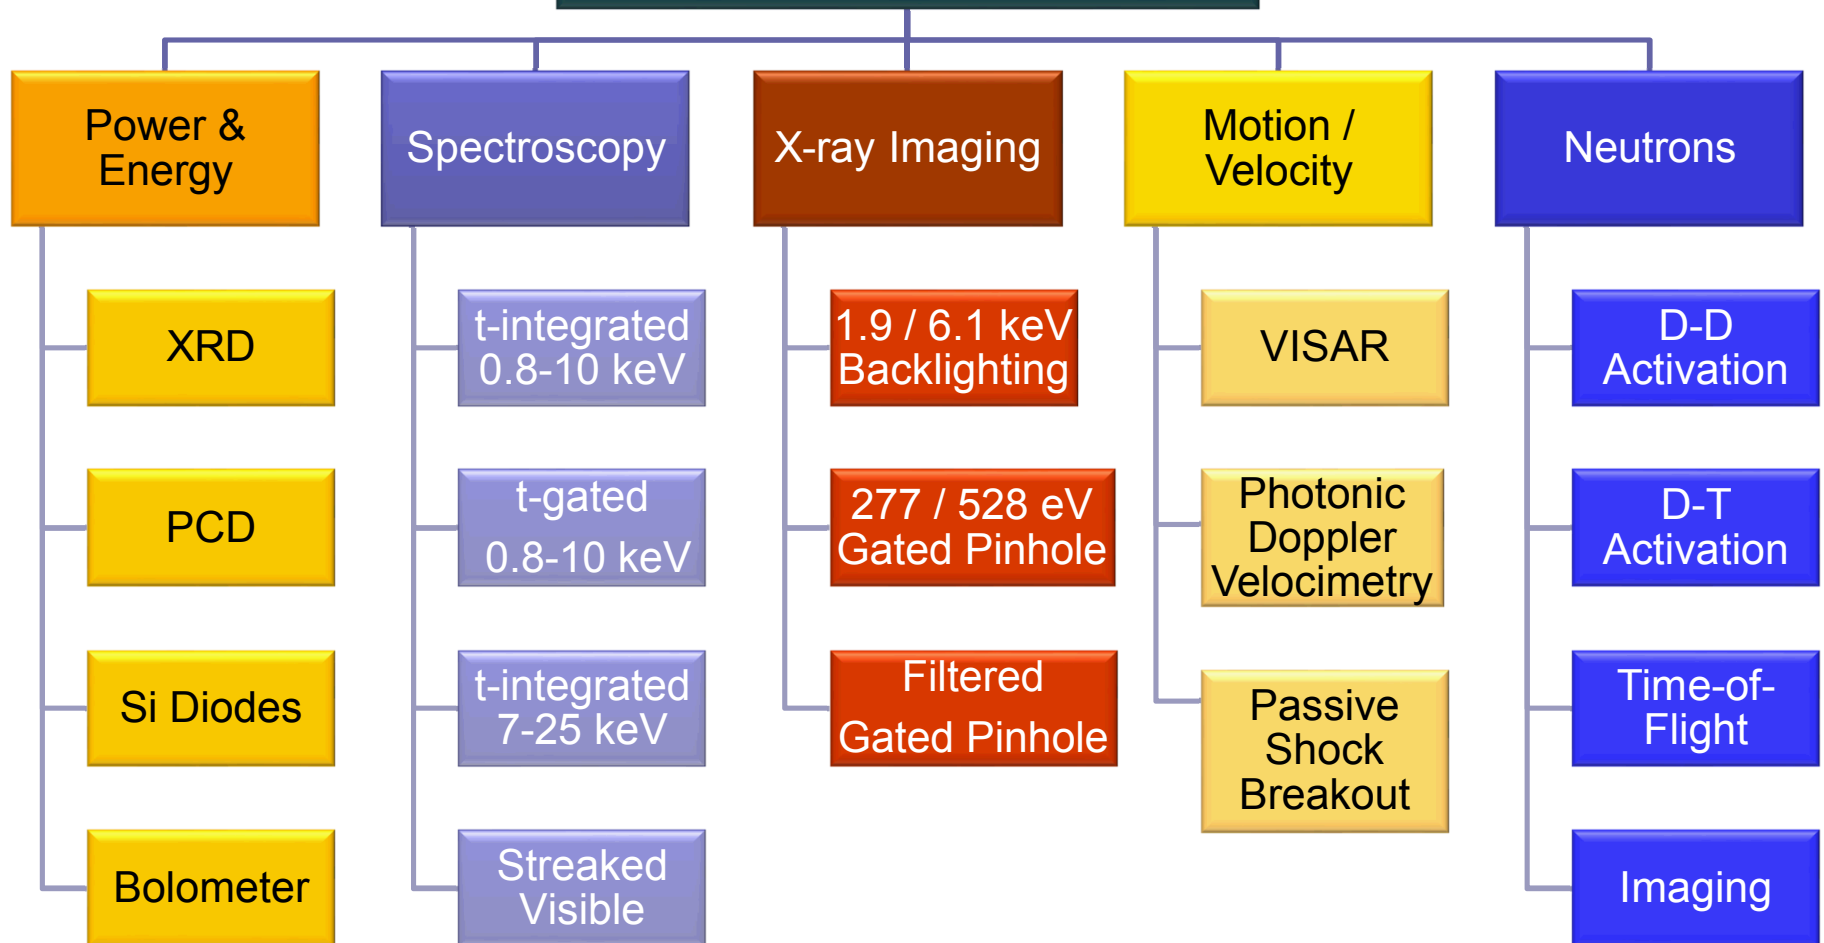 Power &
Energy
Spectroscopy
X-ray Imaging
Motion /
Velocity
Neutrons
XRD
t-integrated
0.8-10 keV
1.9 / 6.1 keV
Backlighting
VISAR
D-D
Activation
PCD
t-gated
0.8-10 keV
277 / 528 eV
Gated Pinhole
Photonic
Doppler
Velocimetry
D-T
Activation
Si Diodes
t-integrated
7-25 keV
Filtered
Gated Pinhole
Passive
Shock
Breakout
Time-of-
Flight
Bolometer
Streaked
Visible
Imaging